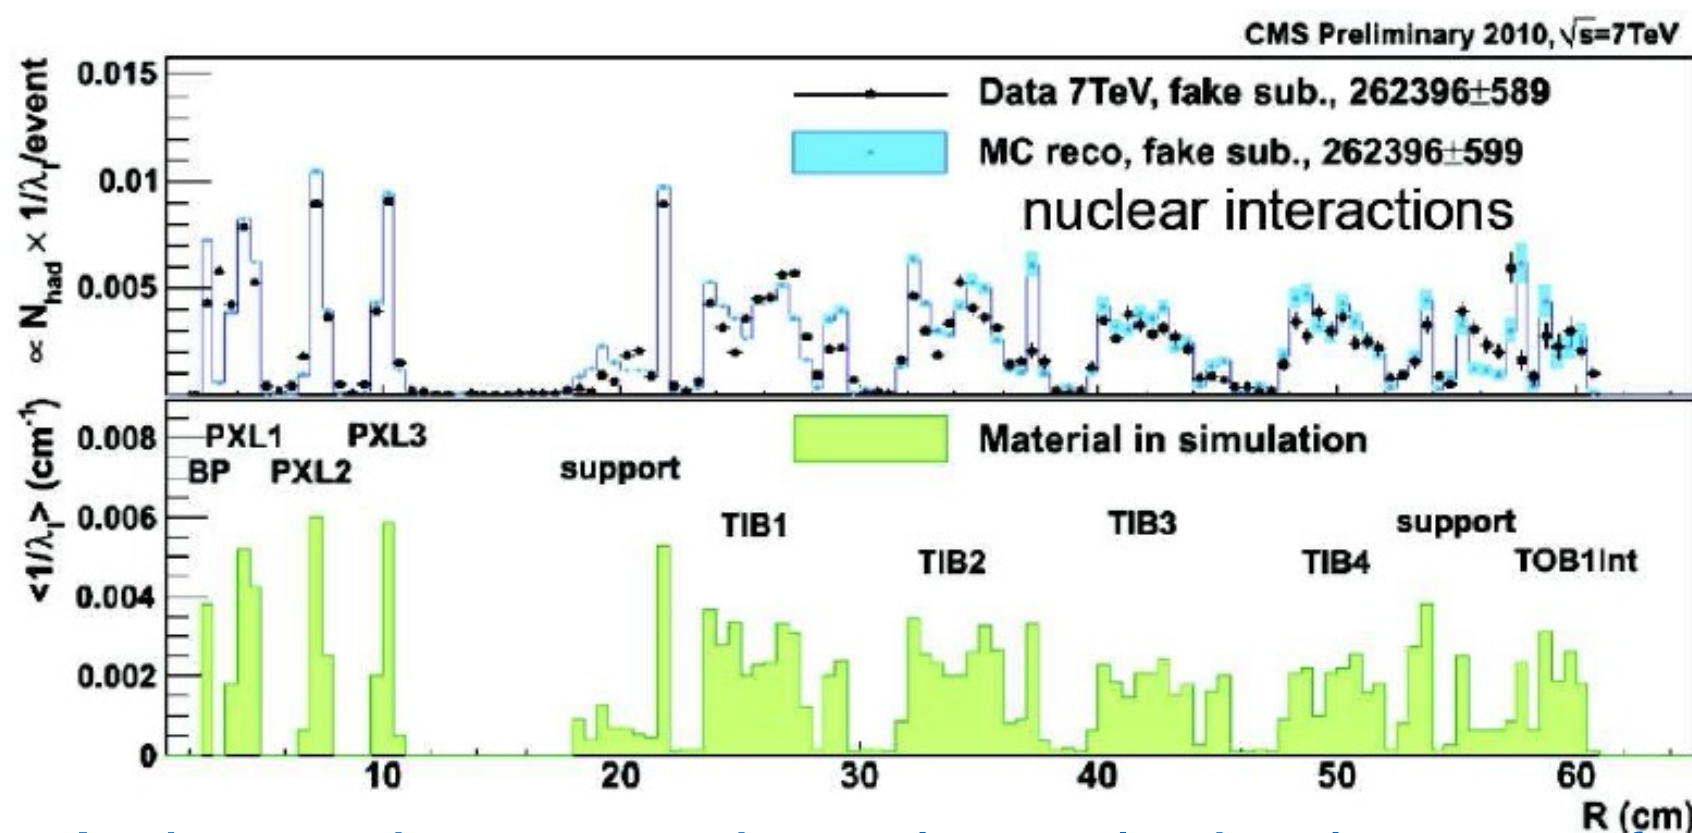 CMS Preliminary 2010, √s=7TeV
∝ N_had × 1/λ_I/event
0.015
0.01
0.005
Data 7TeV, fake sub., 262396±589
MC reco, fake sub., 262396±599
nuclear interactions
<1/λ_I> (cm⁻¹)
0.008
0.006
0.004
0.002
0
Material in simulation
PXL1
PXL3
BP
PXL2
support
TIB1
TIB3
support
TIB2
TIB4
TOB1Int
10 20 30 40 50 60
R (cm)